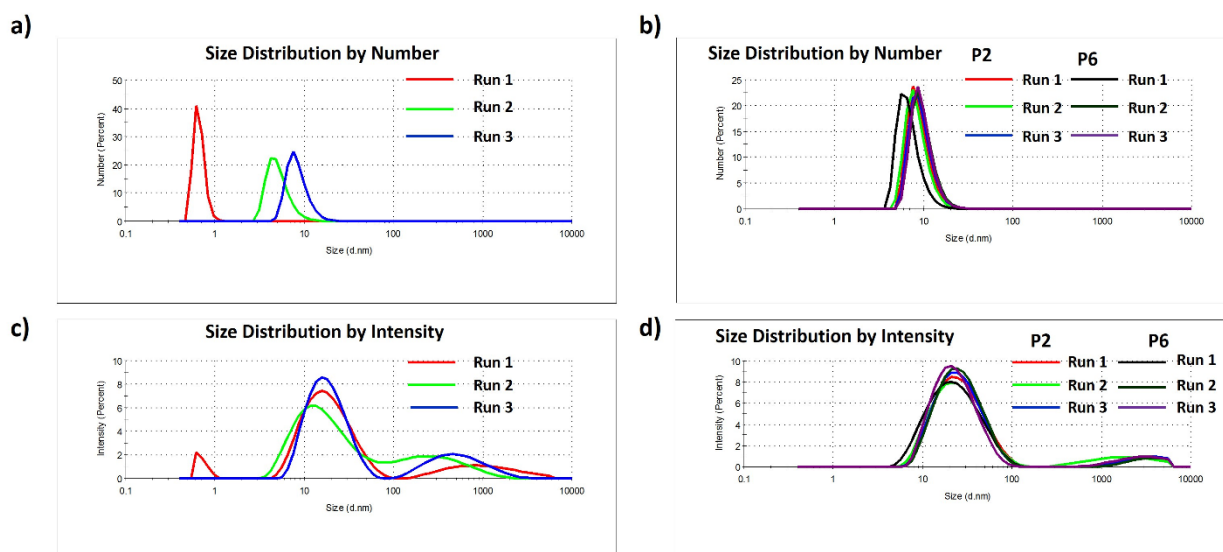 a)
Size Distribution by Number
Run 1
Run 2
Run 3
Number (Percent)
50
40
30
20
10
0
0.1 1 10 100 1000 10000
Size (d.nm)
b)
Size Distribution by Number P2 P6
Run 1 Run 1
Run 2 Run 2
Run 3 Run 3
Number (Percent)
25
20
15
10
5
0
0.1 1 10 100 1000 10000
Size (d.nm)
c)
Size Distribution by Intensity
Run 1
Run 2
Run 3
Intensity (Percent)
10
8
6
4
2
0
0.1 1 10 100 1000 10000
Size (d.nm)
d)
Size Distribution by Intensity P2 P6
Run 1 Run 1
Run 2 Run 2
Run 3 Run 3
Intensity (Percent)
10
8
6
4
2
0
0.1 1 10 100 1000 10000
Size (d.nm)